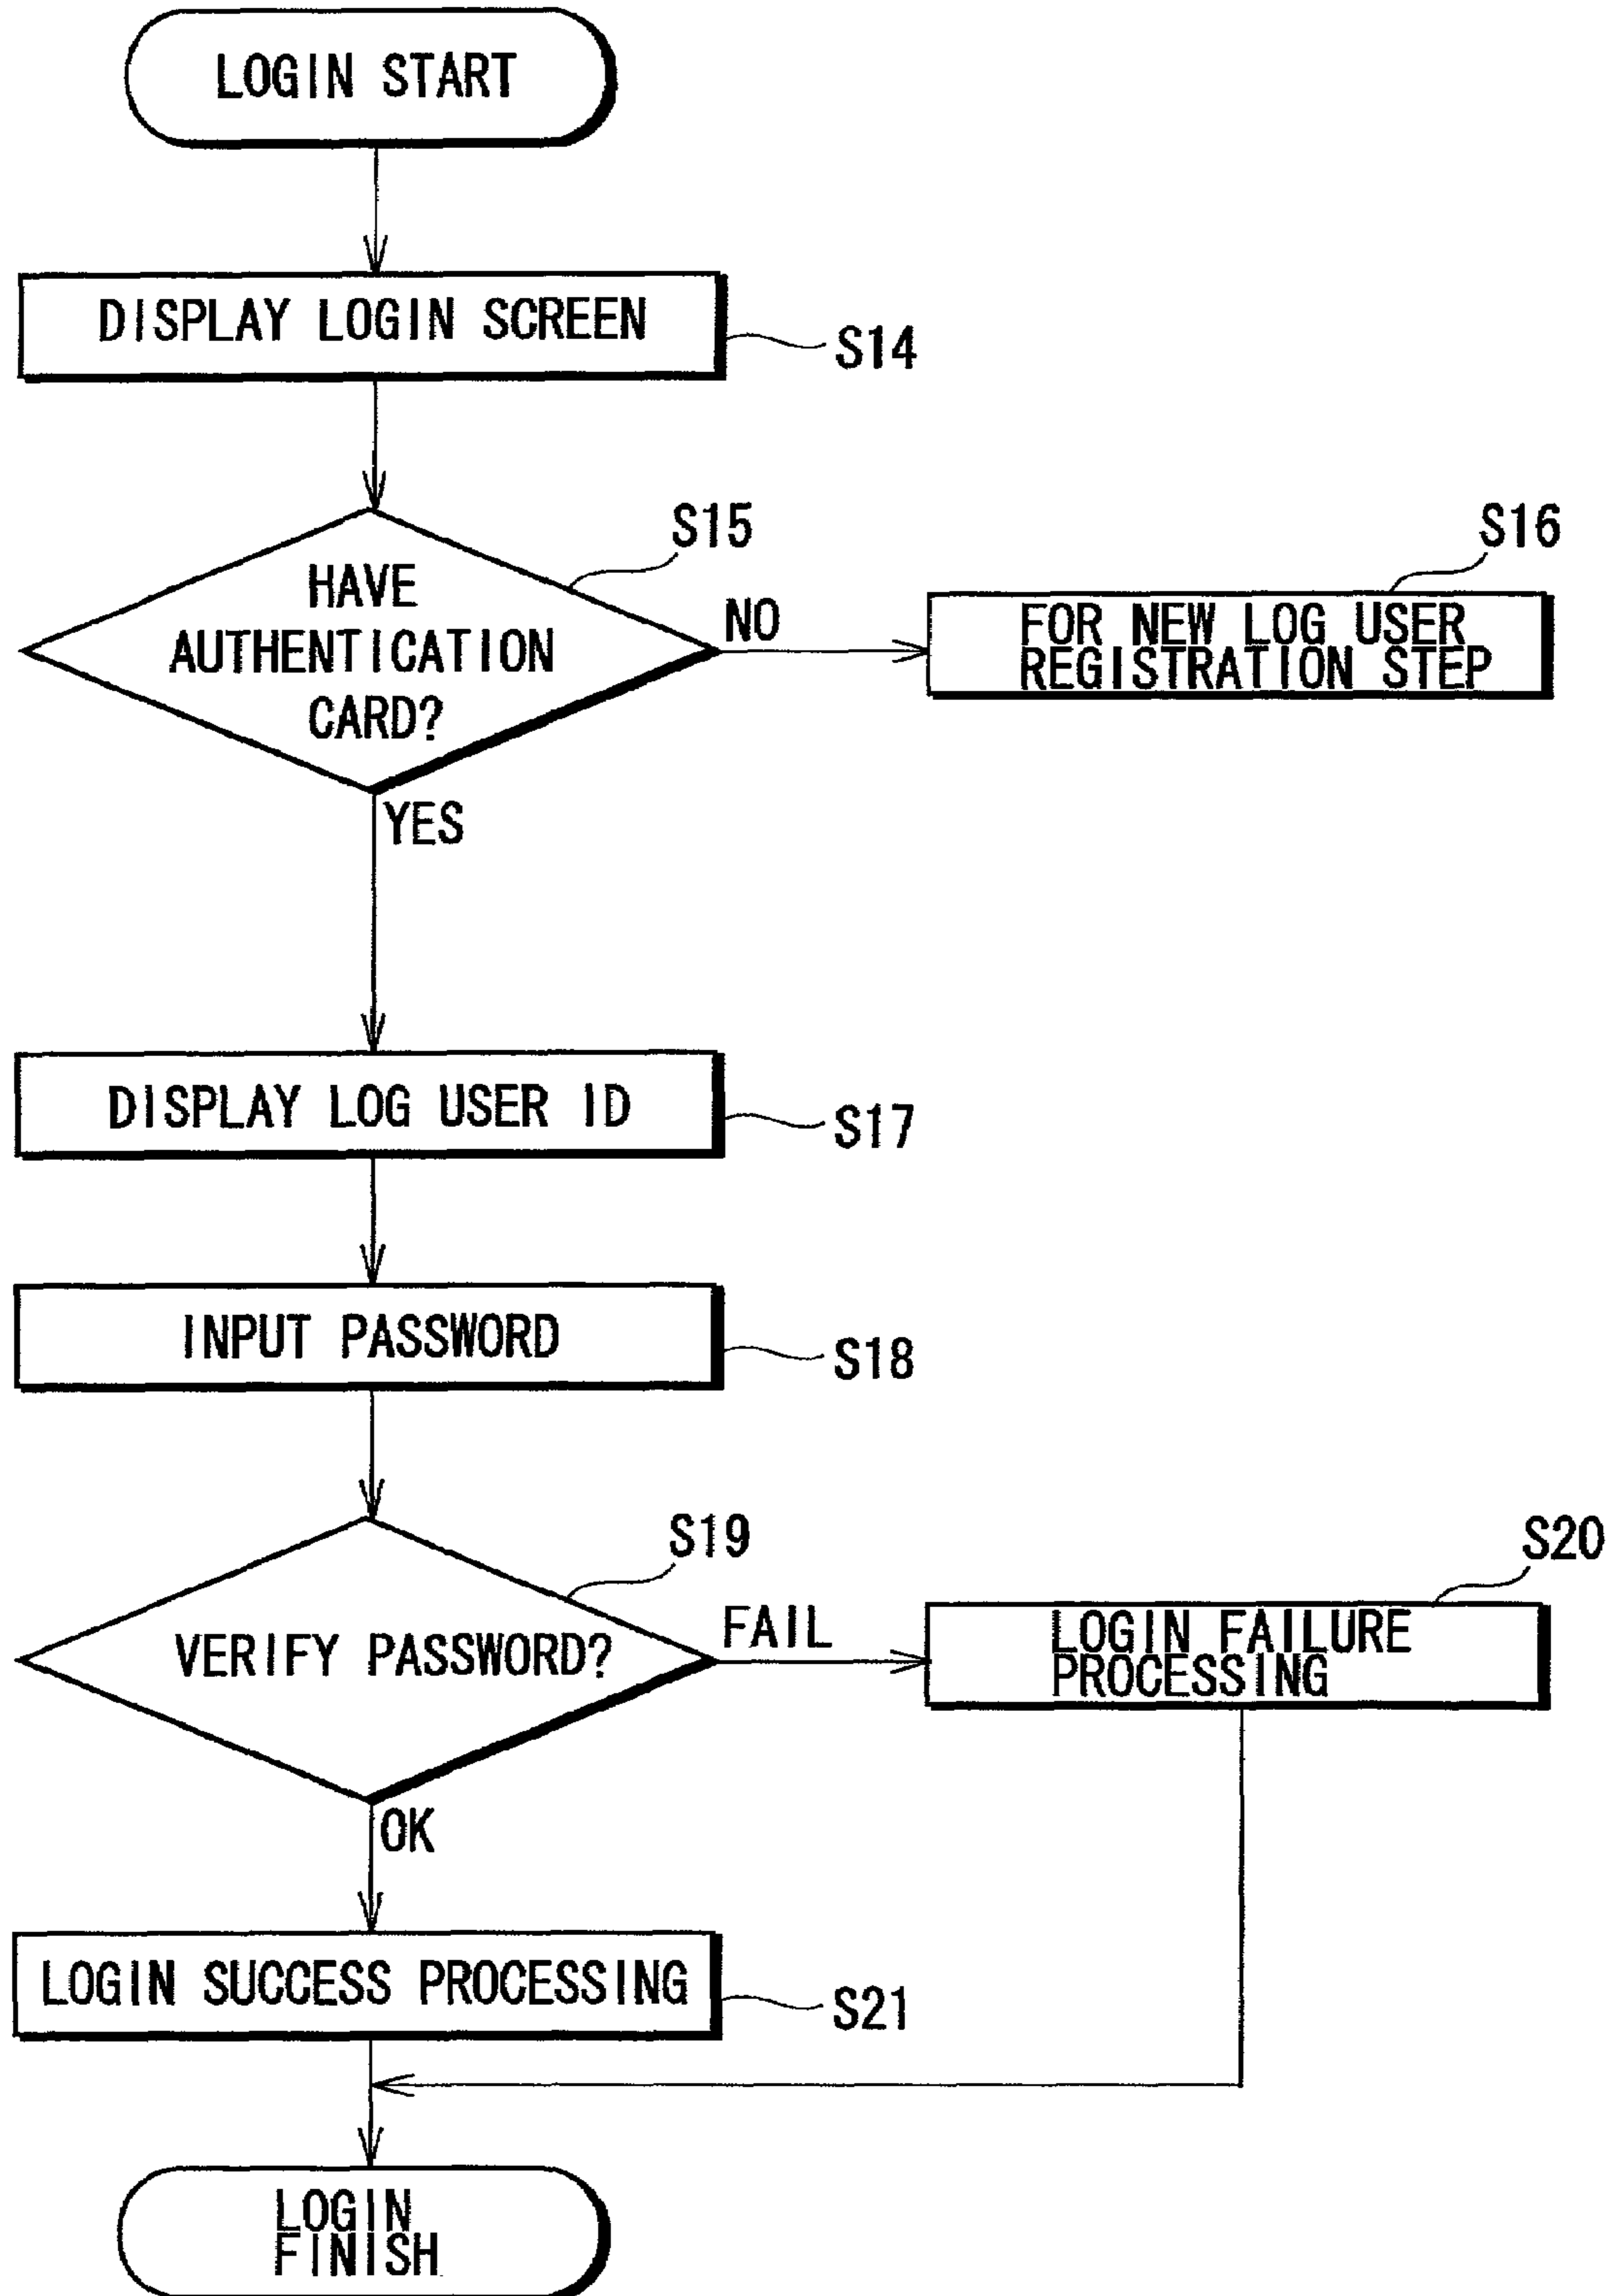 LOGIN START
DISPLAY LOGIN SCREEN
S14
S15
S16
HAVE
AUTHENTICATION
CARD?
NO
FOR NEW LOG USER
REGISTRATION STEP
YES
DISPLAY LOG USER ID
S17
INPUT PASSWORD
S18
S19
S20
VERIFY PASSWORD?
FAIL
LOGIN FAILURE
PROCESSING
OK
LOGIN SUCCESS PROCESSING
S21
LOGIN
FINISH